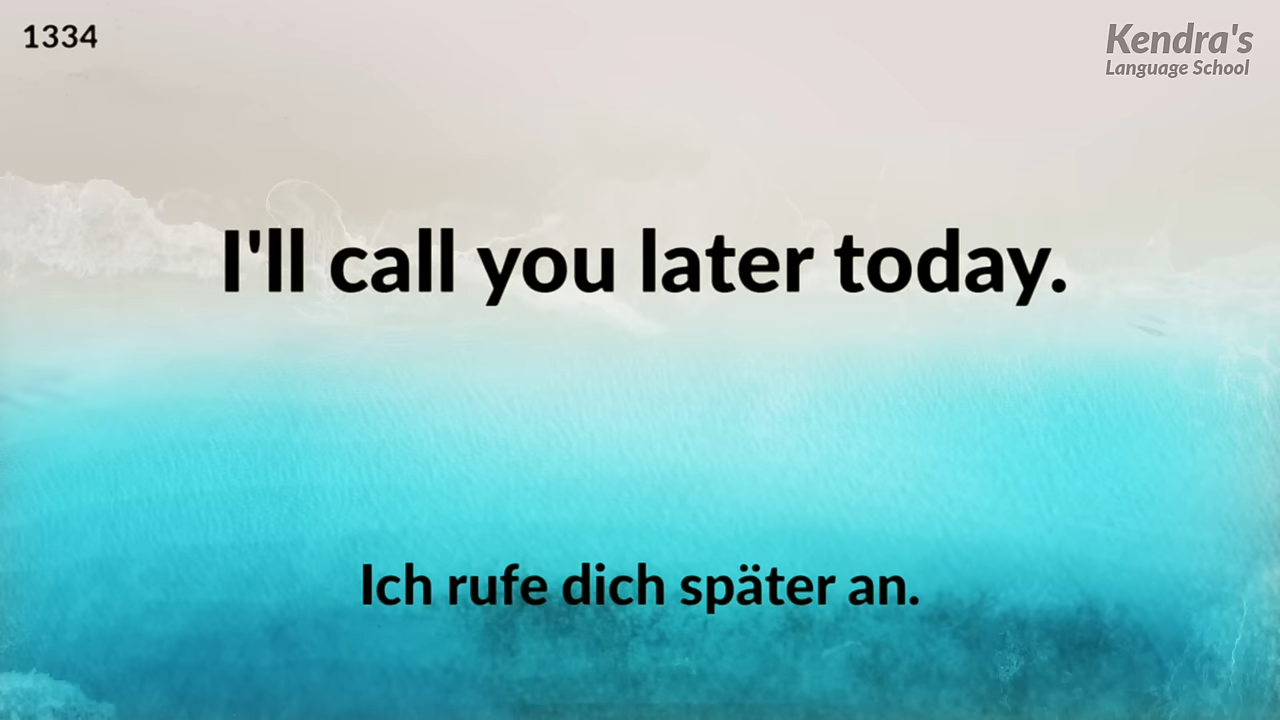 1334
Kendra's
Language School
I'll call you later today.
Ich rufe dich später an.